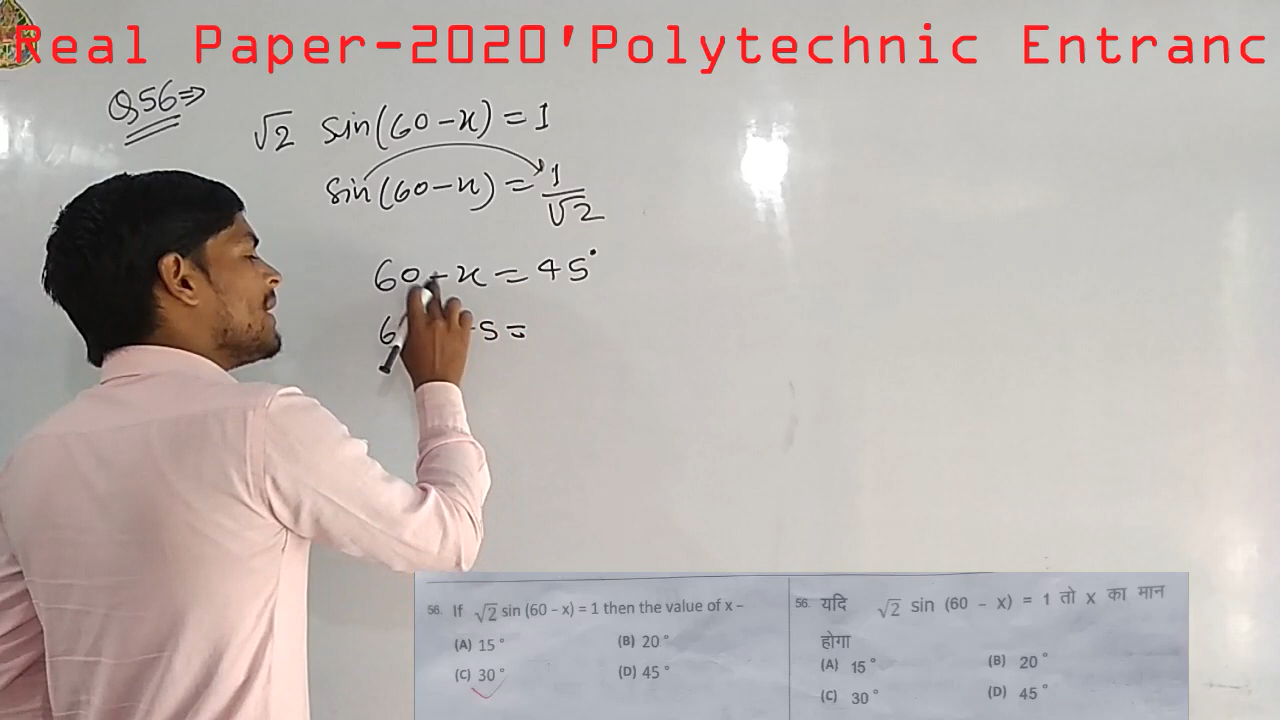 Real Paper-2020'Polytechnic Entranc
Q56⇒
√2 sin(60-x)=1
sin(60-x)=1/√2
60-x=45°
6 -5=
56. If √2 sin (60 – x) = 1 then the value of x –
(A) 15° (B) 20°
(C) 30° (D) 45°
56. यदि √2 sin (60 – x) = 1 तो x का मान
होगा
(A) 15° (B) 20°
(C) 30° (D) 45°